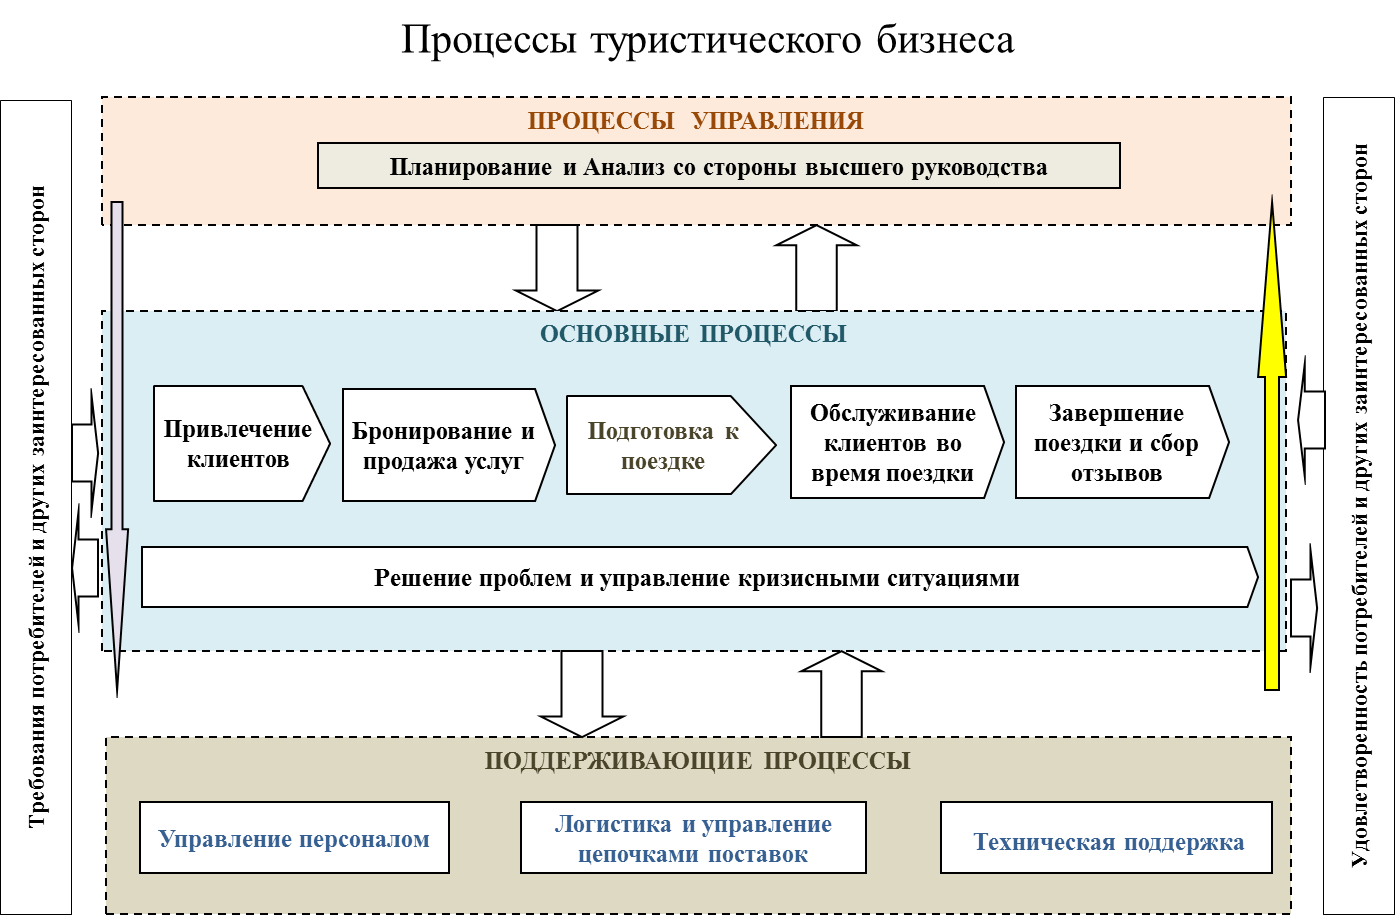 Процессы туристического бизнеса
Требования потребителей и других заинтересованных сторон
ПРОЦЕССЫ УПРАВЛЕНИЯ
Планирование и Анализ со стороны высшего руководства
ОСНОВНЫЕ ПРОЦЕССЫ
Привлечение
клиентов
Бронирование и
продажа услуг
Подготовка к
поездке
Обслуживание
клиентов во
время поездки
Завершение
поездки и сбор
отзывов
Решение проблем и управление кризисными ситуациями
ПОДДЕРЖИВАЮЩИЕ ПРОЦЕССЫ
Управление персоналом
Логистика и управление
цепочками поставок
Техническая поддержка
Удовлетворенность потребителей и других заинтересованных сторон